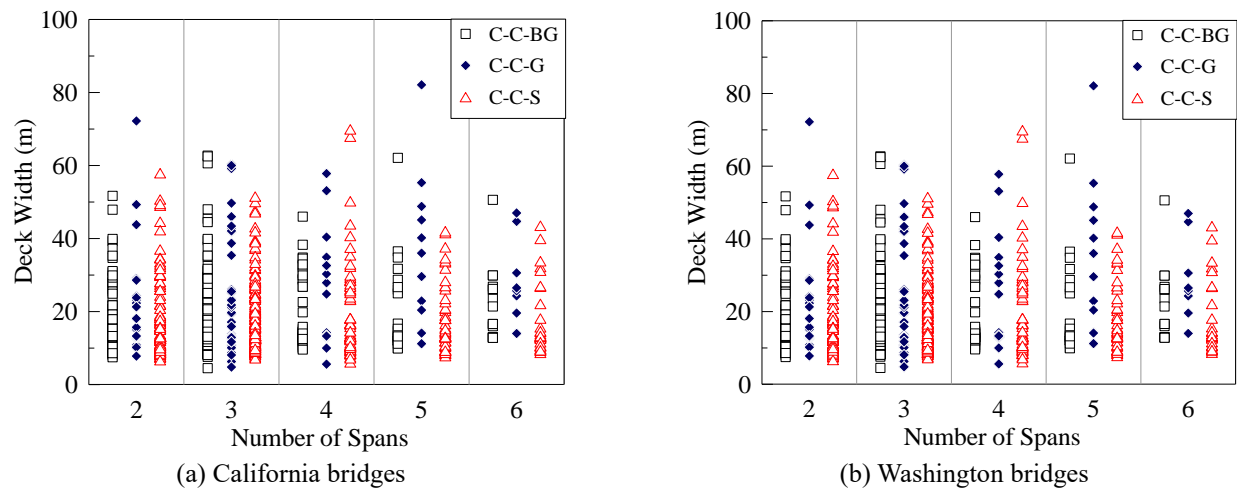 100
80
60
40
20
0
Deck Width (m)
C-C-BG
C-C-G
C-C-S
2 3 4 5 6
Number of Spans
(a) California bridges
100
80
60
40
20
0
Deck Width (m)
C-C-BG
C-C-G
C-C-S
2 3 4 5 6
Number of Spans
(b) Washington bridges